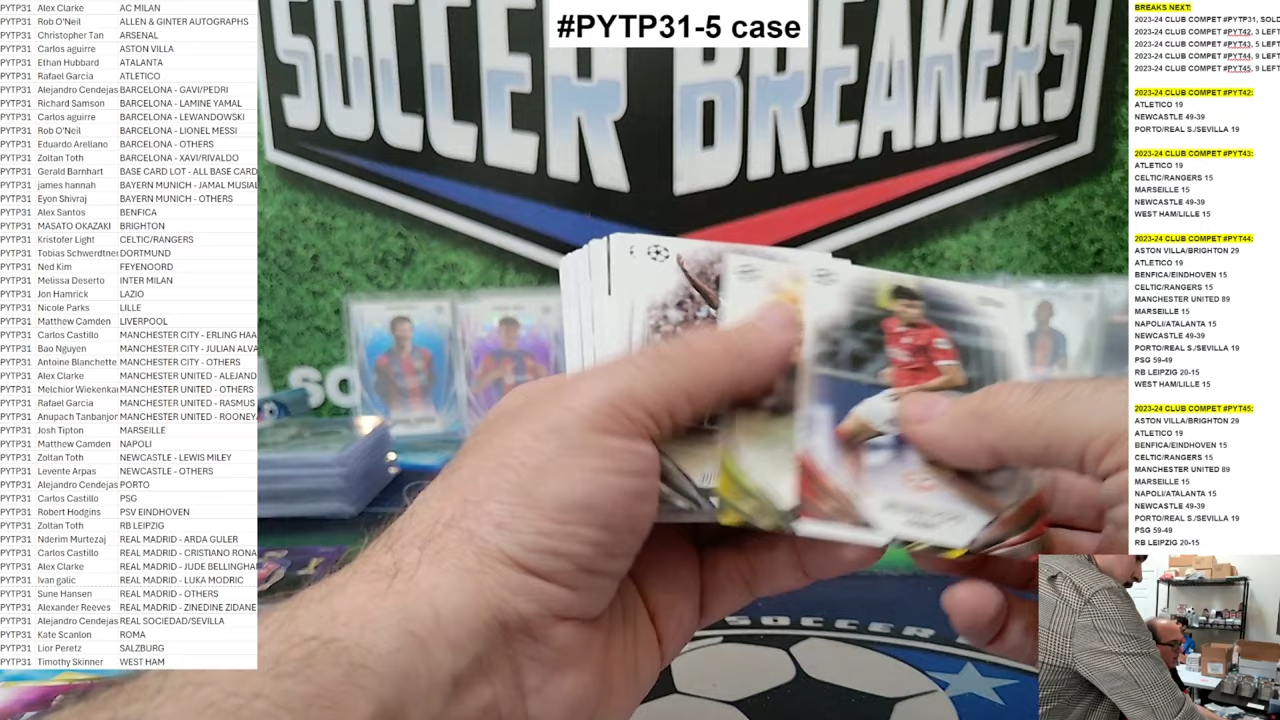 #PYTP31-5 case
SOCCER
BREAKERS
PYTP31 Alex Clarke AC MILAN
PYTP31 Rob O'Neil ALLEN & GINTER AUTOGRAPHS
PYTP31 Christopher Tan ARSENAL
PYTP31 Carlos aguirre ASTON VILLA
PYTP31 Ethan Hubbard ATALANTA
PYTP31 Rafael Garcia ATLETICO
PYTP31 Alejandro Cendejas BARCELONA - GAVI/PEDRI
PYTP31 Richard Samson BARCELONA - LAMINE YAMAL
PYTP31 Carlos aguirre BARCELONA - LEWANDOWSKI
PYTP31 Rob O'Neil BARCELONA - LIONEL MESSI
PYTP31 Eduardo Arellano BARCELONA - OTHERS
PYTP31 Zoltan Toth BARCELONA - XAVI/RIVALDO
PYTP31 Gerald Barnhart BASE CARD LOT - ALL BASE CARD
PYTP31 james hannah BAYERN MUNICH - JAMAL MUSIAL
PYTP31 Eyon Shivraj BAYERN MUNICH - OTHERS
PYTP31 Alex Santos BENFICA
PYTP31 MASATO OKAZAKI BRIGHTON
PYTP31 Kristofer Light CELTIC/RANGERS
PYTP31 Tobias Schwerdtner DORTMUND
PYTP31 Ned Kim FEYENOORD
PYTP31 Melissa Deserto INTER MILAN
PYTP31 Jon Hamrick LAZIO
PYTP31 Nicole Parks LILLE
PYTP31 Matthew Camden LIVERPOOL
PYTP31 Carlos Castillo MANCHESTER CITY - ERLING HAA
PYTP31 Bao Nguyen MANCHESTER CITY - JULIAN ALVA
PYTP31 Antoine Blanchette MANCHESTER CITY - OTHERS
PYTP31 Alex Clarke MANCHESTER UNITED - ALEJAND
PYTP31 Melchior Wiekenkar MANCHESTER UNITED - OTHERS
PYTP31 Rafael Garcia MANCHESTER UNITED - RASMUS
PYTP31 Anupach Tanbanjor MANCHESTER UNITED - ROONEY
PYTP31 Josh Tipton MARSEILLE
PYTP31 Matthew Camden NAPOLI
PYTP31 Zoltan Toth NEWCASTLE - LEWIS MILEY
PYTP31 Levente Arpas NEWCASTLE - OTHERS
PYTP31 Alejandro Cendejas PORTO
PYTP31 Carlos Castillo PSG
PYTP31 Robert Hodgins PSV EINDHOVEN
PYTP31 Zoltan Toth RB LEIPZIG
PYTP31 Nderim Murtezaj REAL MADRID - ARDA GULER
PYTP31 Carlos Castillo REAL MADRID - CRISTIANO RONA
PYTP31 Alex Clarke REAL MADRID - JUDE BELLINGHA
PYTP31 Ivan galic REAL MADRID - LUKA MODRIC
PYTP31 Sune Hansen REAL MADRID - OTHERS
PYTP31 Alexander Reeves REAL MADRID - ZINEDINE ZIDANE
PYTP31 Alejandro Cendejas REAL SOCIEDAD/SEVILLA
PYTP31 Kate Scanlon ROMA
PYTP31 Lior Peretz SALZBURG
PYTP31 Timothy Skinner WEST HAM
SOCCER
BREAKS NEXT:
2023-24 CLUB COMPET #PYTP31, SOLD
2023-24 CLUB COMPET #PYT42, 3 LEFT
2023-24 CLUB COMPET #PYT43, 5 LEFT
2023-24 CLUB COMPET #PYT44, 9 LEFT
2023-24 CLUB COMPET #PYT45, 9 LEFT
2023-24 CLUB COMPET #PYT42:
ATLETICO 19
NEWCASTLE 49-39
PORTO/REAL S./SEVILLA 19
2023-24 CLUB COMPET #PYT43:
ATLETICO 19
CELTIC/RANGERS 15
MARSEILLE 15
NEWCASTLE 49-39
WEST HAM/LILLE 15
2023-24 CLUB COMPET #PYT44:
ASTON VILLA/BRIGHTON 29
ATLETICO 19
BENFICA/EINDHOVEN 15
CELTIC/RANGERS 15
MANCHESTER UNITED 89
MARSEILLE 15
NAPOLI/ATALANTA 15
NEWCASTLE 49-39
PORTO/REAL S./SEVILLA 19
PSG 59-49
RB LEIPZIG 20-15
WEST HAM/LILLE 15
2023-24 CLUB COMPET #PYT45:
ASTON VILLA/BRIGHTON 29
ATLETICO 19
BENFICA/EINDHOVEN 15
CELTIC/RANGERS 15
MANCHESTER UNITED 89
MARSEILLE 15
NAPOLI/ATALANTA 15
NEWCASTLE 49-39
PORTO/REAL S./SEVILLA 19
PSG 59-49
RB LEIPZIG 20-15